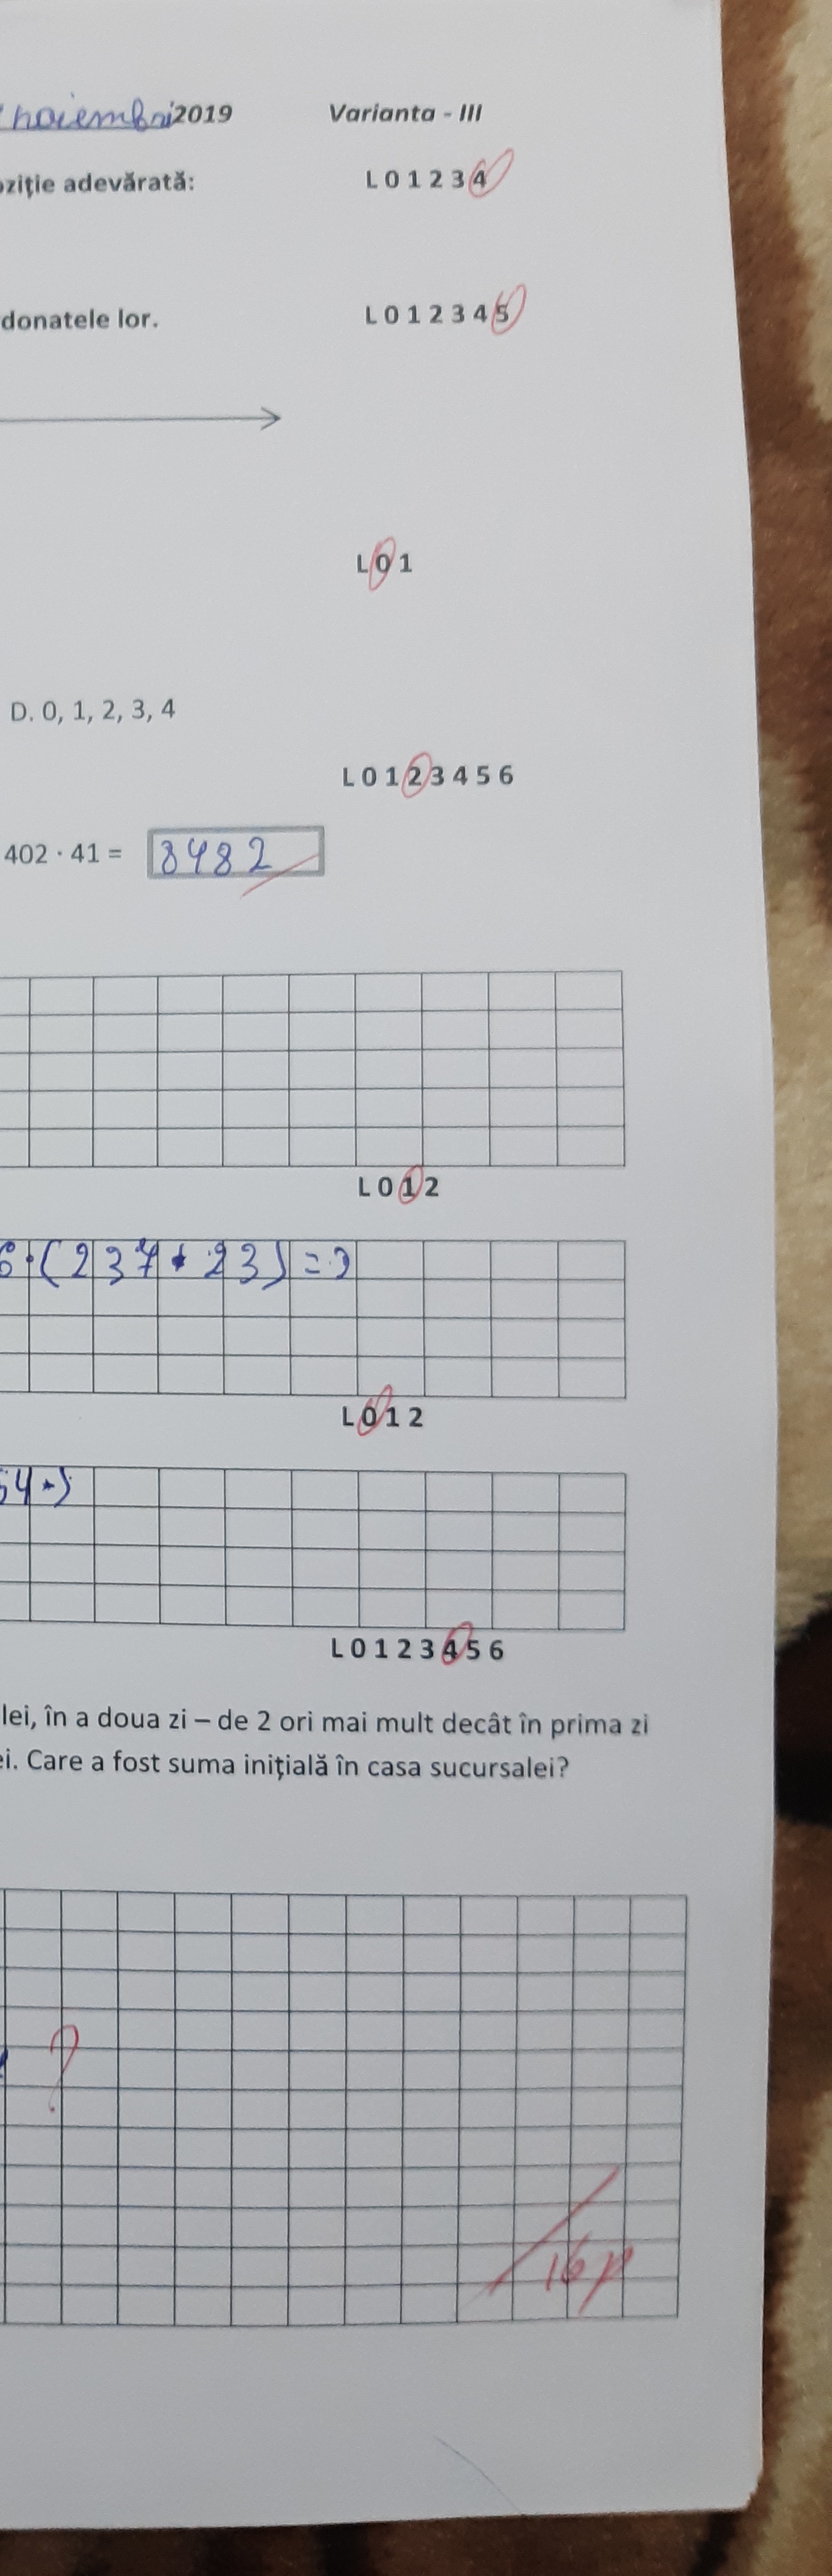 noiembri 2019 Varianta - III
oziție adevărată: L 0 1 2 3 4
donatele lor. L 0 1 2 3 4 5
L 0 1
D. 0, 1, 2, 3, 4
L 0 1 2 3 4 5 6
402 · 41 = 8482
L 0 1 2
6·(237+23)=
L 0 1 2
54
L 0 1 2 3 4 5 6
lei, în a doua zi – de 2 ori mai mult decât în prima zi
ei. Care a fost suma inițială în casa sucursalei?
?
16p